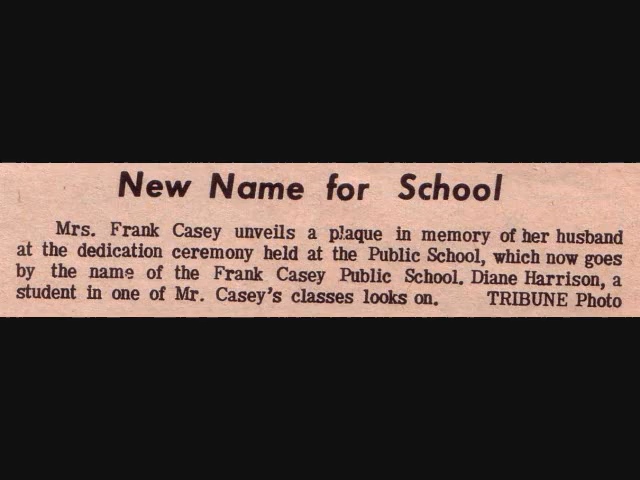 New Name for School
Mrs. Frank Casey unveils a plaque in memory of her husband
at the dedication ceremony held at the Public School, which now goes
by the name of the Frank Casey Public School. Diane Harrison, a
student in one of Mr. Casey's classes looks on. TRIBUNE Photo